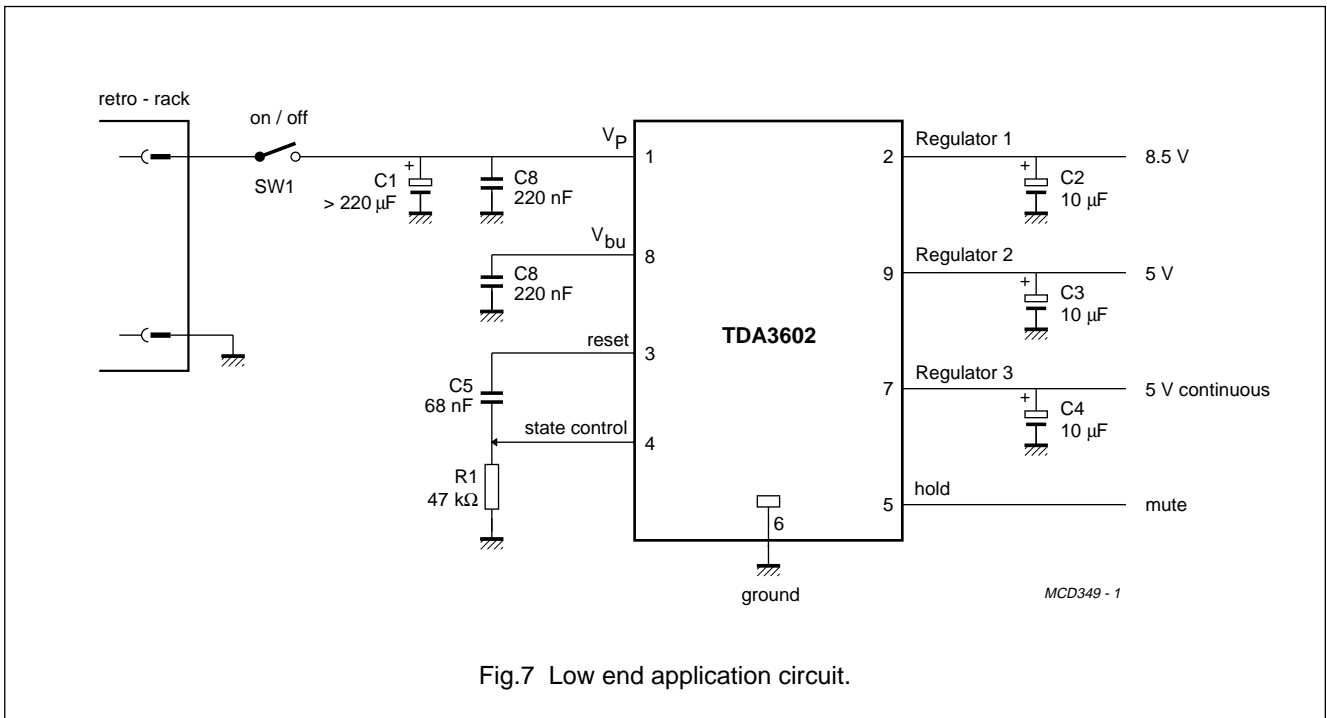 retro - rack
on / off
SW1
+
C1
> 220 µF
C8
220 nF
VP
1
Vbu
8
C8
220 nF
reset
3
C5
68 nF
state control
4
R1
47 kΩ
TDA3602
6
ground
2
Regulator 1
8.5 V
+
C2
10 µF
9
Regulator 2
5 V
+
C3
10 µF
7
Regulator 3
5 V continuous
+
C4
10 µF
5
hold
mute
MCD349 - 1
Fig.7 Low end application circuit.